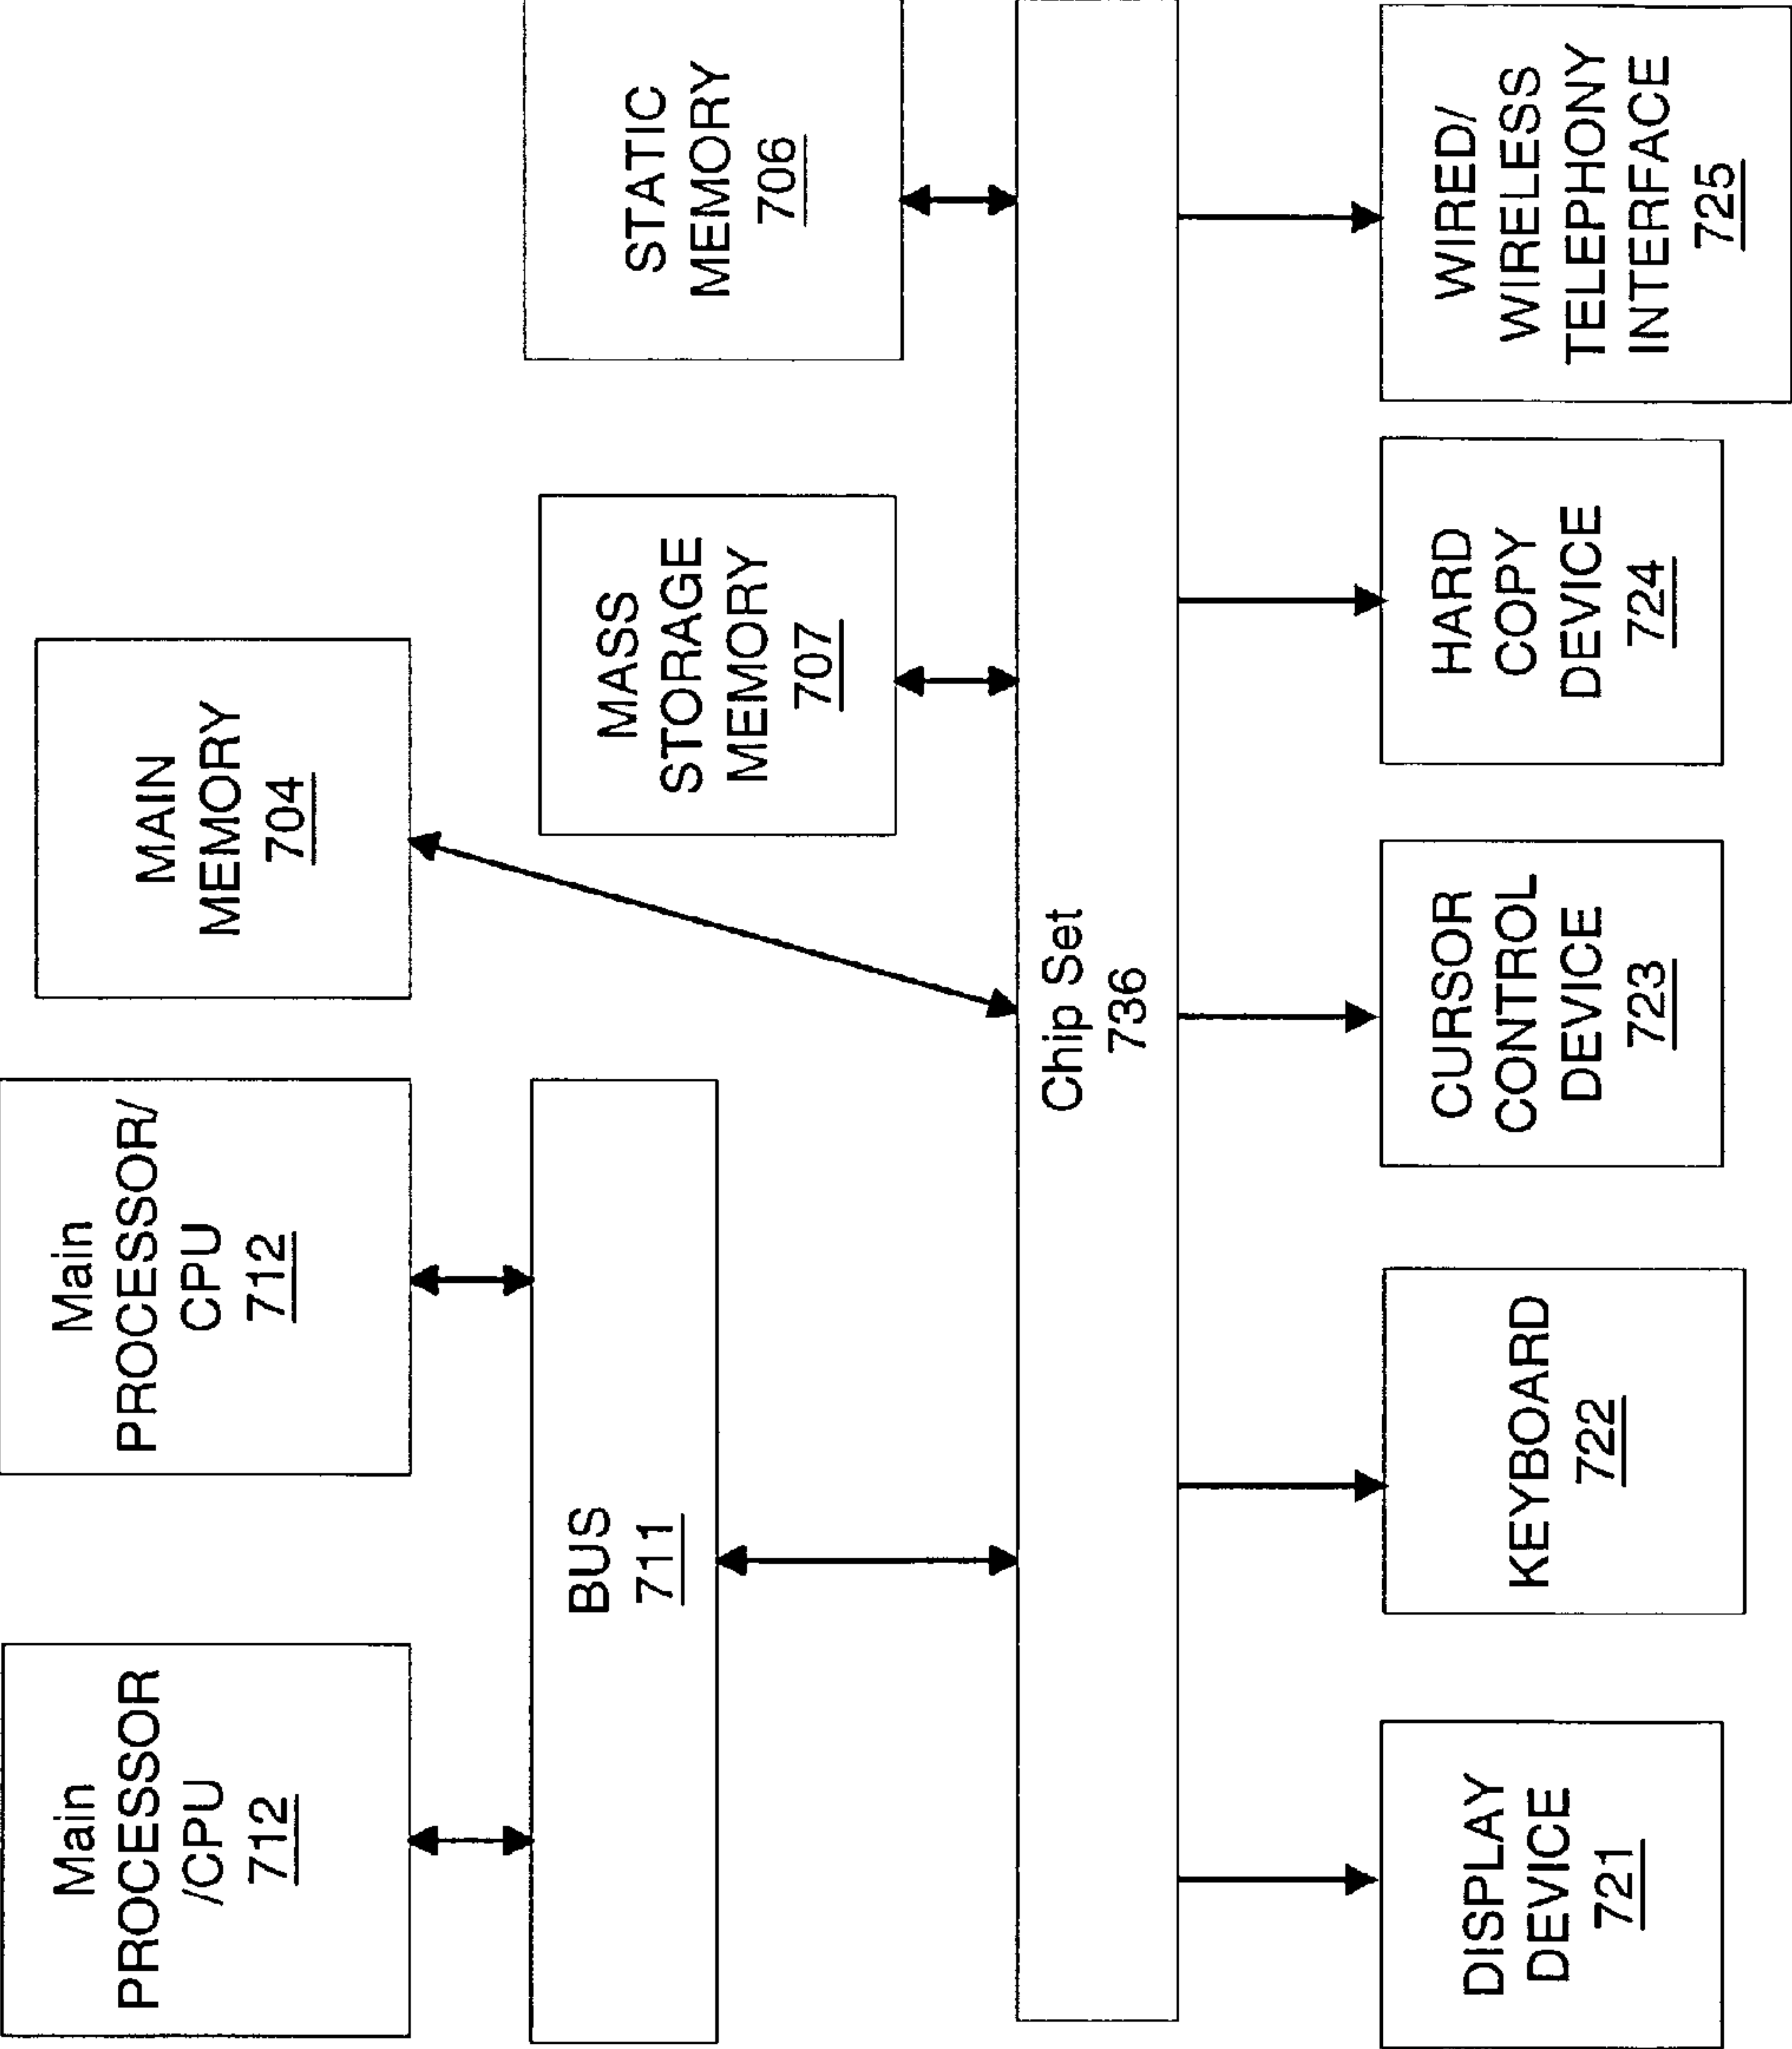 Main
PROCESSOR
/CPU
712
Main
PROCESSOR/
CPU
712
MAIN
MEMORY
704
BUS
711
MASS
STORAGE
MEMORY
707
STATIC
MEMORY
706
Chip Set
736
DISPLAY
DEVICE
721
KEYBOARD
722
CURSOR
CONTROL
DEVICE
723
HARD
COPY
DEVICE
724
WIRED/
WIRELESS
TELEPHONY
INTERFACE
725